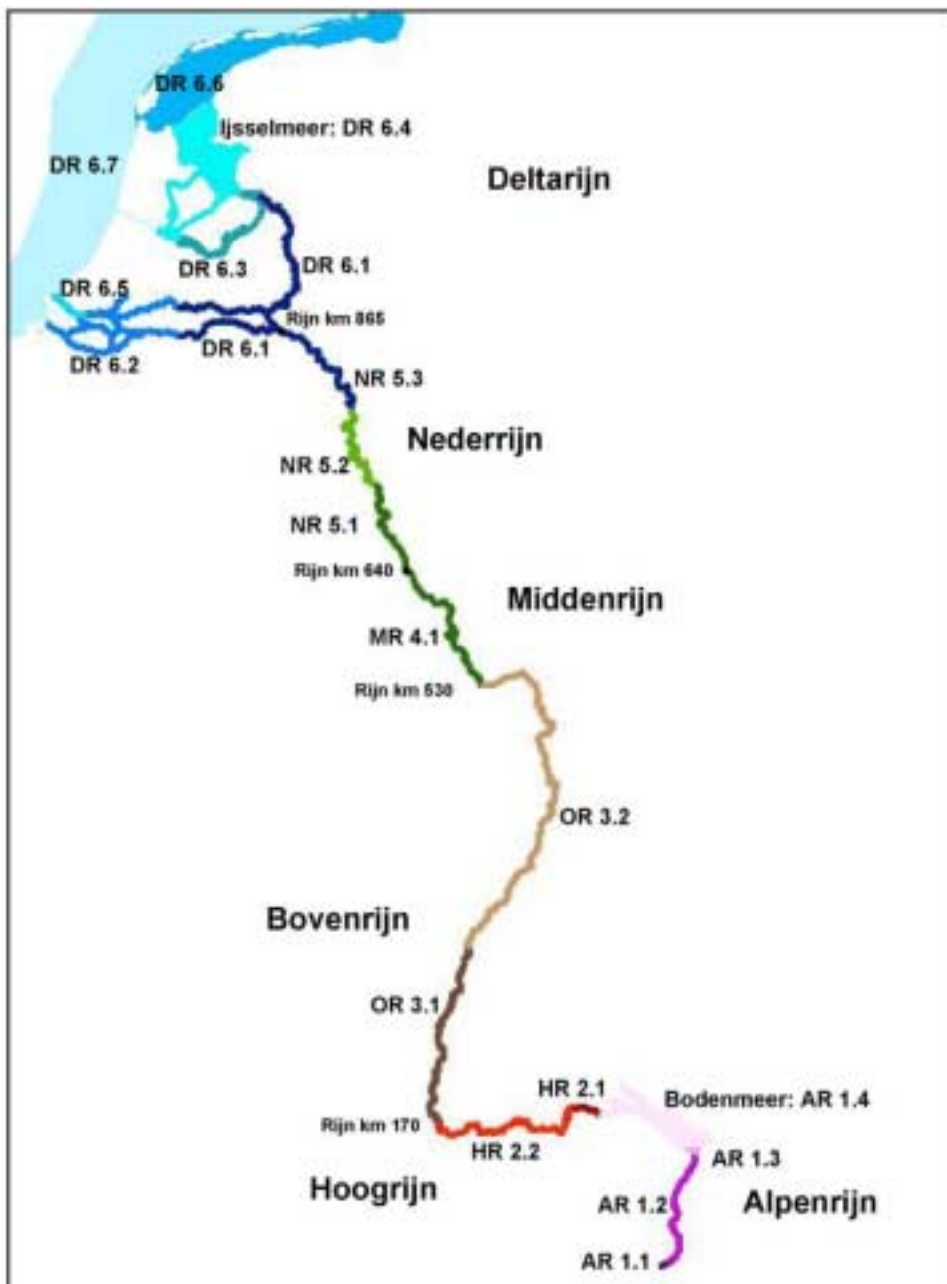 DR 6.6
Ijsselmeer: DR 6.4
DR 6.7
Deltarijn
DR 6.3
DR 6.1
DR 6.5
Rijn km 865
DR 6.1
DR 6.2
NR 5.3
Nederrijn
NR 5.2
NR 5.1
Rijn km 640
Middenrijn
MR 4.1
Rijn km 530
OR 3.2
Bovenrijn
OR 3.1
HR 2.1
Bodenmeer: AR 1.4
Rijn km 170
HR 2.2
AR 1.3
Hoogrijn
AR 1.2
Alpenrijn
AR 1.1